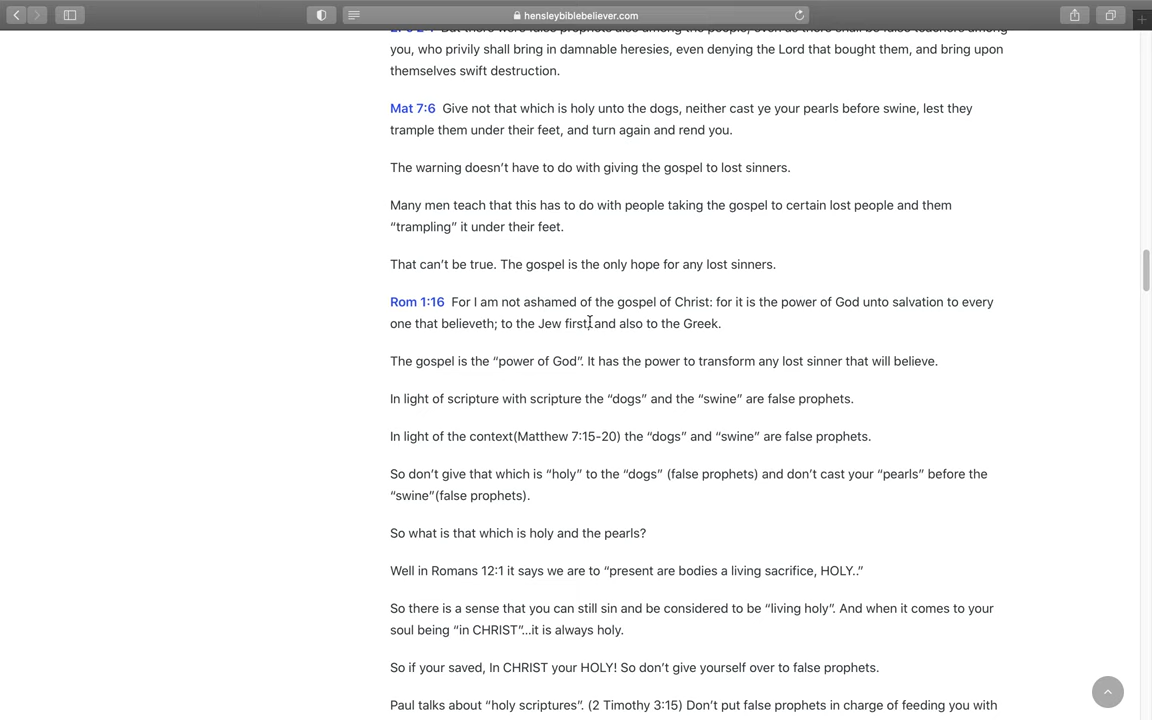 hensleybiblebeliever.com
you, who privily shall bring in damnable heresies, even denying the Lord that bought them, and bring upon
themselves swift destruction.
Mat 7:6 Give not that which is holy unto the dogs, neither cast ye your pearls before swine, lest they
trample them under their feet, and turn again and rend you.
The warning doesn’t have to do with giving the gospel to lost sinners.
Many men teach that this has to do with people taking the gospel to certain lost people and them
“trampling” it under their feet.
That can’t be true. The gospel is the only hope for any lost sinners.
Rom 1:16 For I am not ashamed of the gospel of Christ: for it is the power of God unto salvation to every
one that believeth; to the Jew first, and also to the Greek.
The gospel is the “power of God”. It has the power to transform any lost sinner that will believe.
In light of scripture with scripture the “dogs” and the “swine” are false prophets.
In light of the context(Matthew 7:15-20) the “dogs” and “swine” are false prophets.
So don’t give that which is “holy” to the “dogs” (false prophets) and don’t cast your “pearls” before the
“swine”(false prophets).
So what is that which is holy and the pearls?
Well in Romans 12:1 it says we are to “present are bodies a living sacrifice, HOLY..”
So there is a sense that you can still sin and be considered to be “living holy”. And when it comes to your
soul being “in CHRIST”...it is always holy.
So if your saved, In CHRIST your HOLY! So don’t give yourself over to false prophets.
Paul talks about “holy scriptures”. (2 Timothy 3:15) Don’t put false prophets in charge of feeding you with